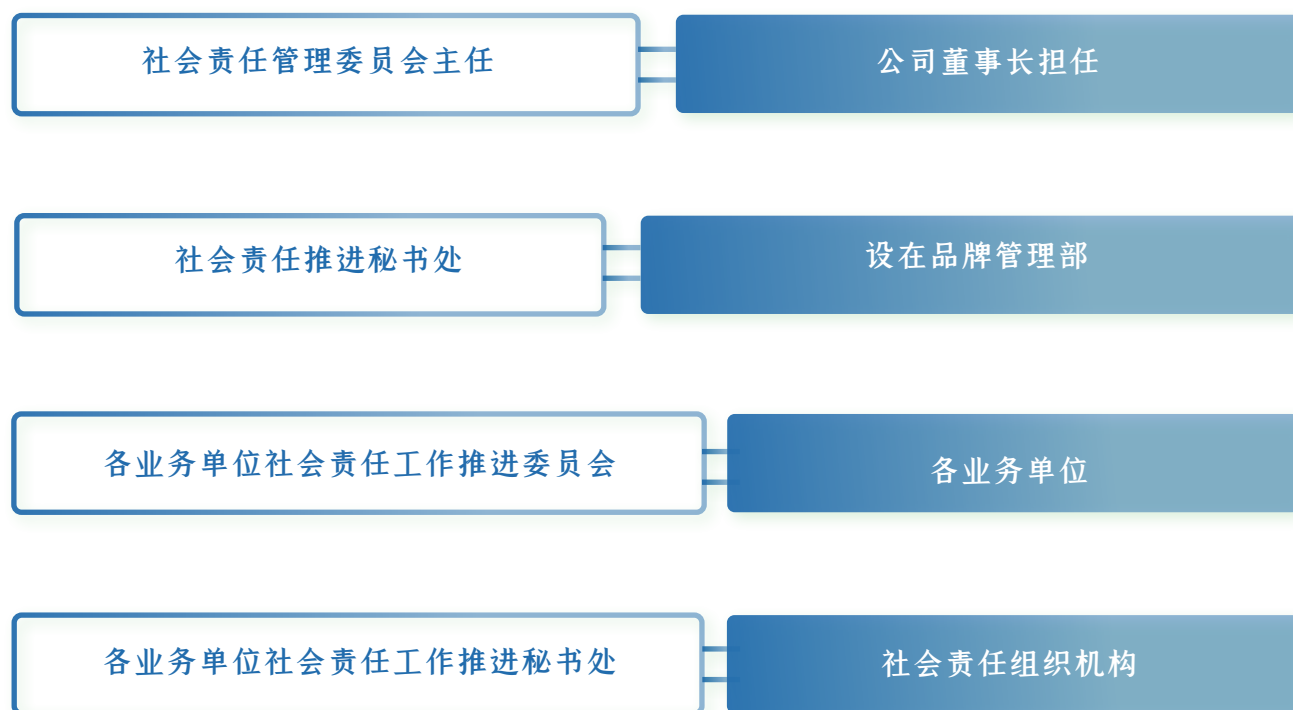 社会责任管理委员会主任
公司董事长担任
社会责任推进秘书处
设在品牌管理部
各业务单位社会责任工作推进委员会
各业务单位
各业务单位社会责任工作推进秘书处
社会责任组织机构